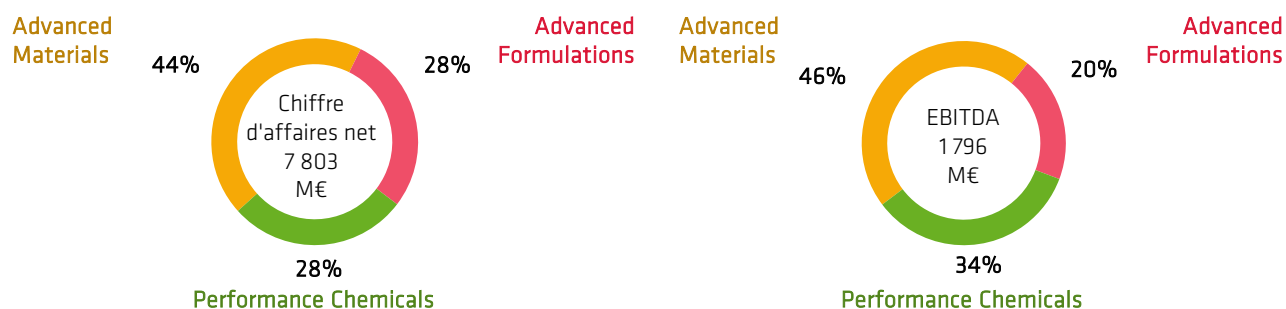 Advanced
Materials
44%
Advanced
Formulations
28%
Chiffre
d'affaires net
7 803
M€
28%
Performance Chemicals
Advanced
Materials
46%
Advanced
Formulations
20%
EBITDA
1 796
M€
34%
Performance Chemicals